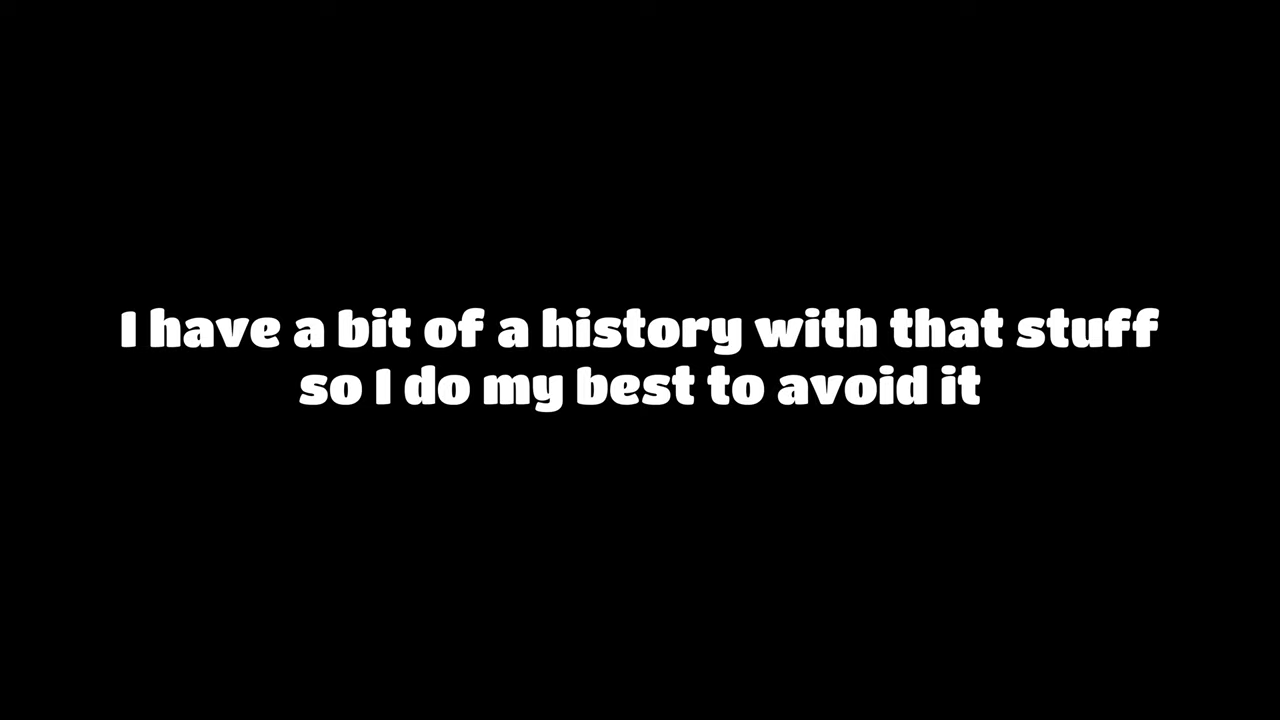 I have a bit of a history with that stuff
so I do my best to avoid it